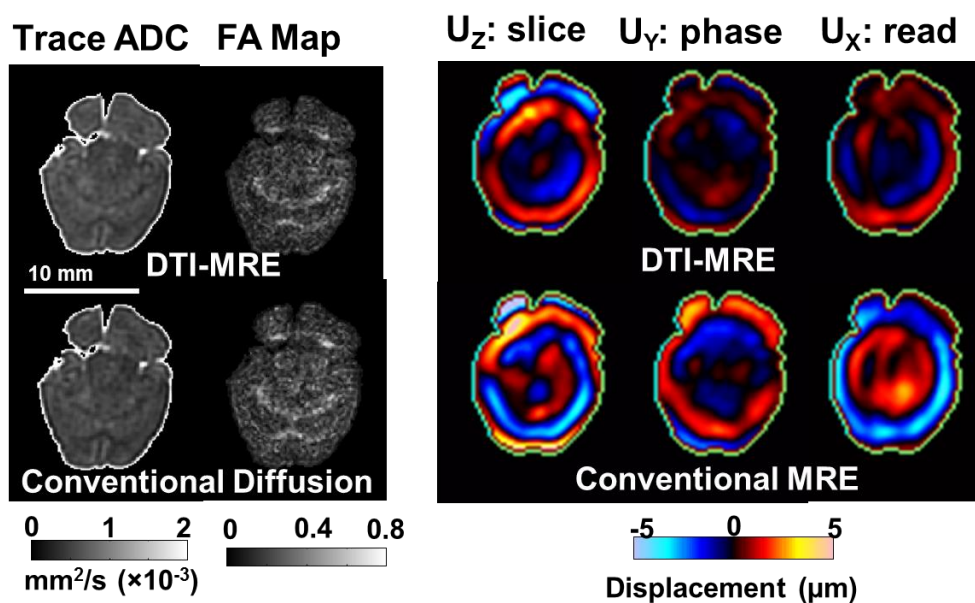 Trace ADC FA Map
U_Z: slice U_Y: phase U_X: read
DTI-MRE
10 mm
DTI-MRE
Conventional Diffusion
Conventional MRE
0 1 2
mm²/s (×10⁻³)
0 0.4 0.8
-5 0 5
Displacement (µm)